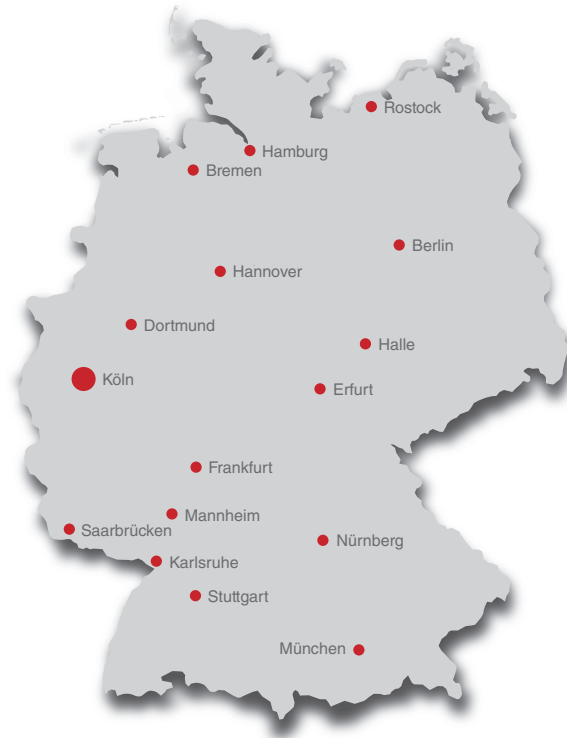 Rostock
Hamburg
Bremen
Berlin
Hannover
Dortmund
Halle
Köln
Erfurt
Frankfurt
Mannheim
Saarbrücken
Nürnberg
Karlsruhe
Stuttgart
München